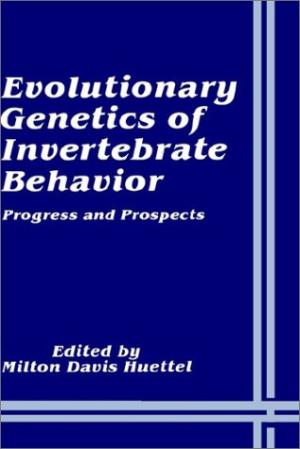 Evolutionary
Genetics of
Invertebrate
Behavior
Progress and Prospects
Edited by
Milton Davis Huettel